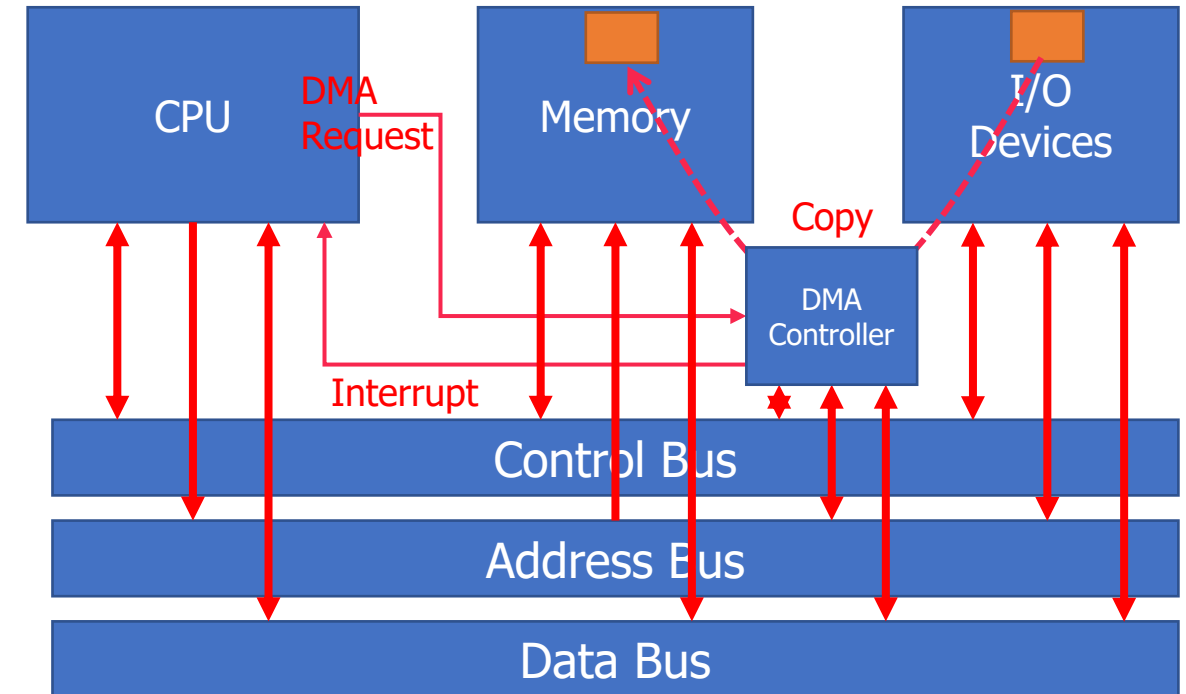 CPU
DMA
Request
Memory
I/O
Devices
Copy
DMA
Controller
Interrupt
Control Bus
Address Bus
Data Bus